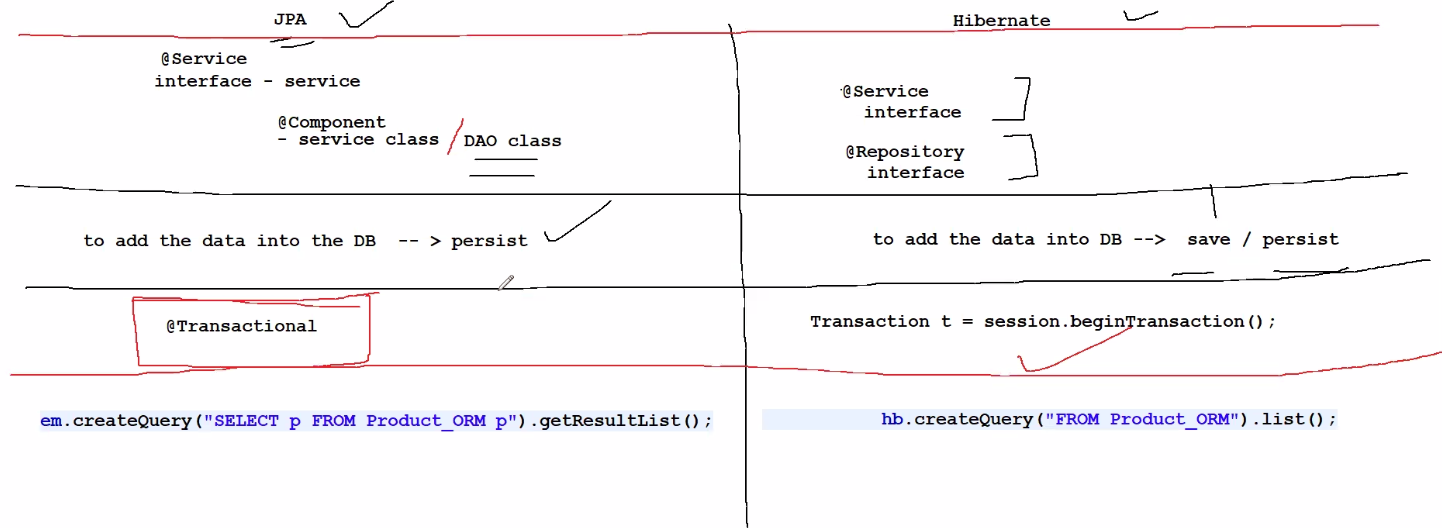 JPA
Hibernate
@Service
interface - service
@Component
- service class / DAO class
@Service
interface
@Repository
interface
to add the data into the DB -- > persist
to add the data into DB --> save / persist
@Transactional
Transaction t = session.beginTransaction();
em.createQuery("SELECT p FROM Product_ORM p").getResultList();
hb.createQuery("FROM Product_ORM").list();